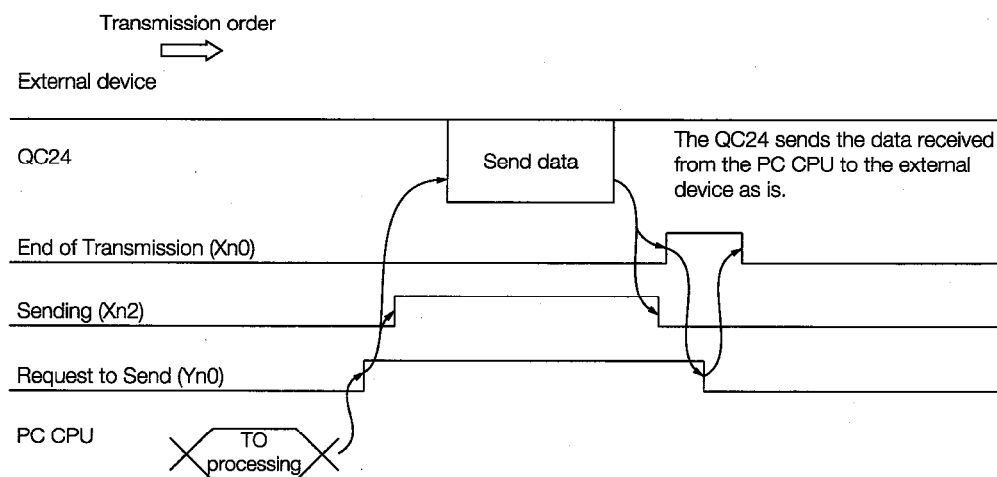 Transmission order
External device
QC24
Send data
The QC24 sends the data received
from the PC CPU to the external
device as is.
End of Transmission (Xn0)
Sending (Xn2)
Request to Send (Yn0)
PC CPU
TO
processing